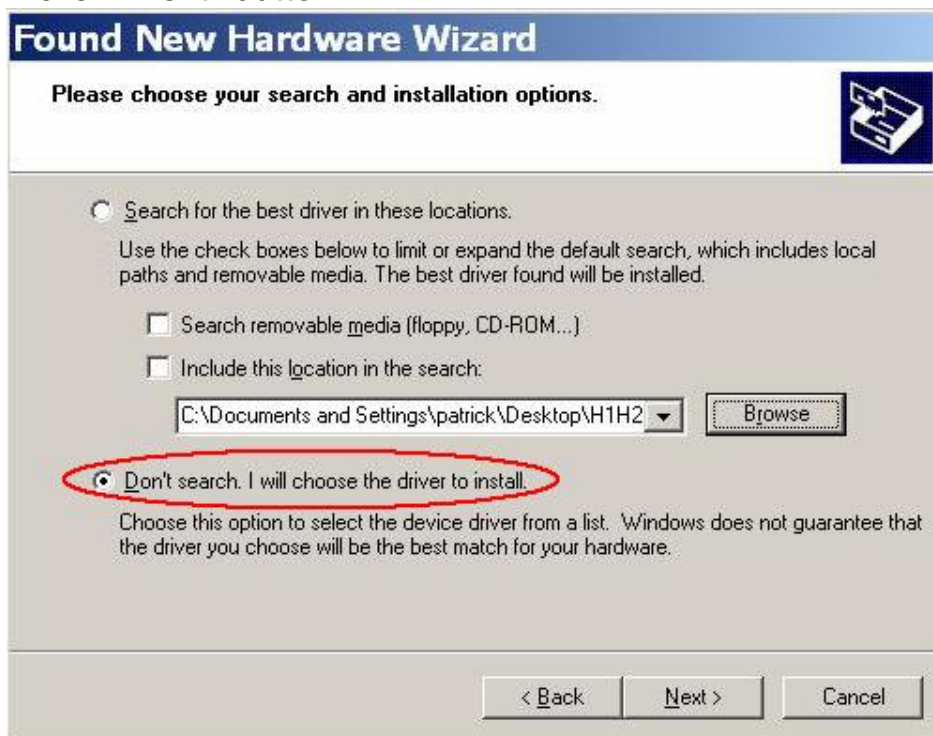 Found New Hardware Wizard
Please choose your search and installation options.
Search for the best driver in these locations.
Use the check boxes below to limit or expand the default search, which includes local
paths and removable media. The best driver found will be installed.
Search removable media (floppy, CD-ROM...)
Include this location in the search:
C:\Documents and Settings\patrick\Desktop\H1H2
Browse
Don't search. I will choose the driver to install.
Choose this option to select the device driver from a list. Windows does not guarantee that
the driver you choose will be the best match for your hardware.
< Back
Next >
Cancel